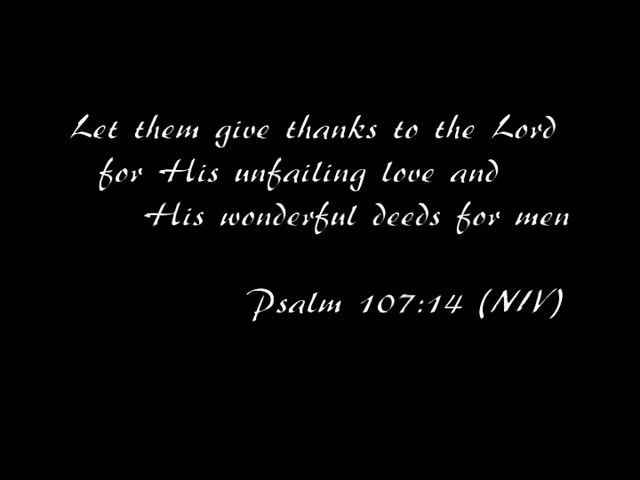 Let them give thanks to the Lord
for His unfailing love and
His wonderful deeds for men
Psalm 107:14 (NIV)